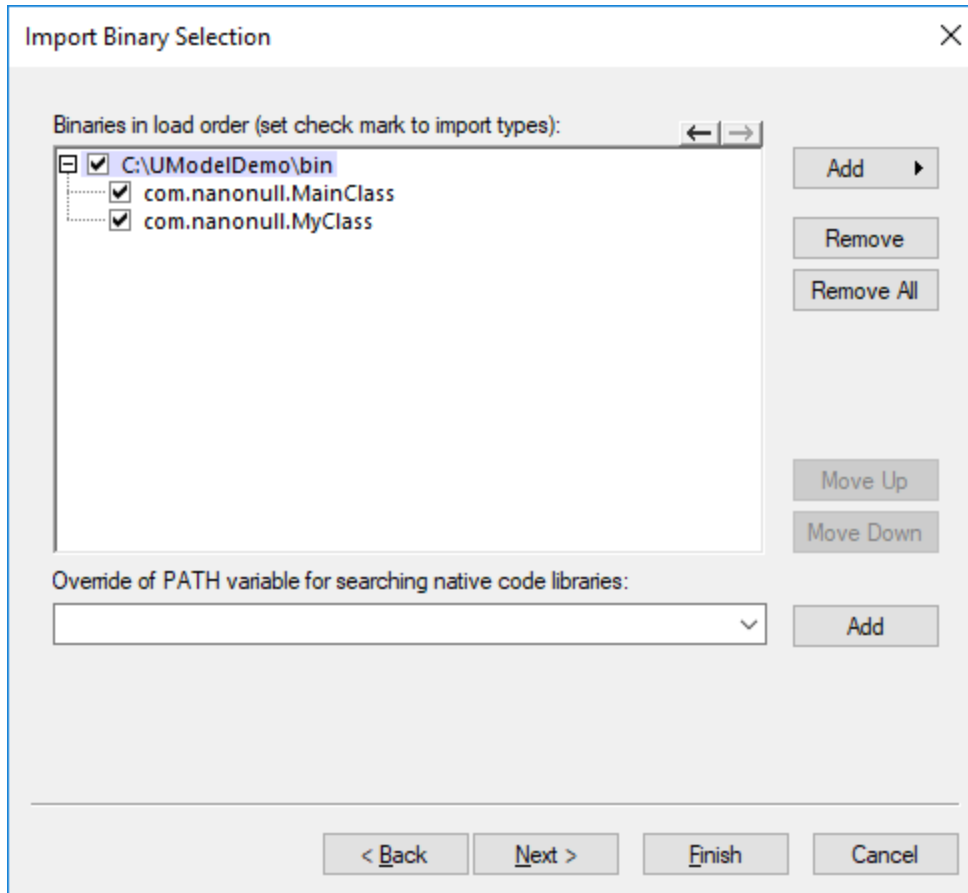 Import Binary Selection
Binaries in load order (set check mark to import types):
C:\UModelDemo\bin
com.nanonull.MainClass
com.nanonull.MyClass
Add
Remove
Remove All
Move Up
Move Down
Override of PATH variable for searching native code libraries:
Add
< Back
Next >
Finish
Cancel